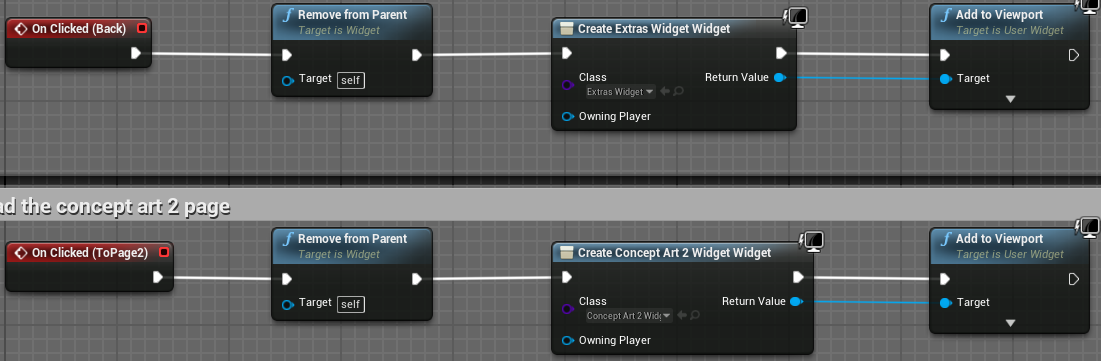 On Clicked (Back)
Remove from Parent
Target is Widget
Target self
Create Extras Widget Widget
Class
Extras Widget
Return Value
Owning Player
Add to Viewport
Target is User Widget
Target
the concept art 2 page
On Clicked (ToPage2)
Remove from Parent
Target is Widget
Target self
Create Concept Art 2 Widget Widget
Class
Concept Art 2
Return Value
Owning Player
Add to Viewport
Target is User Widget
Target